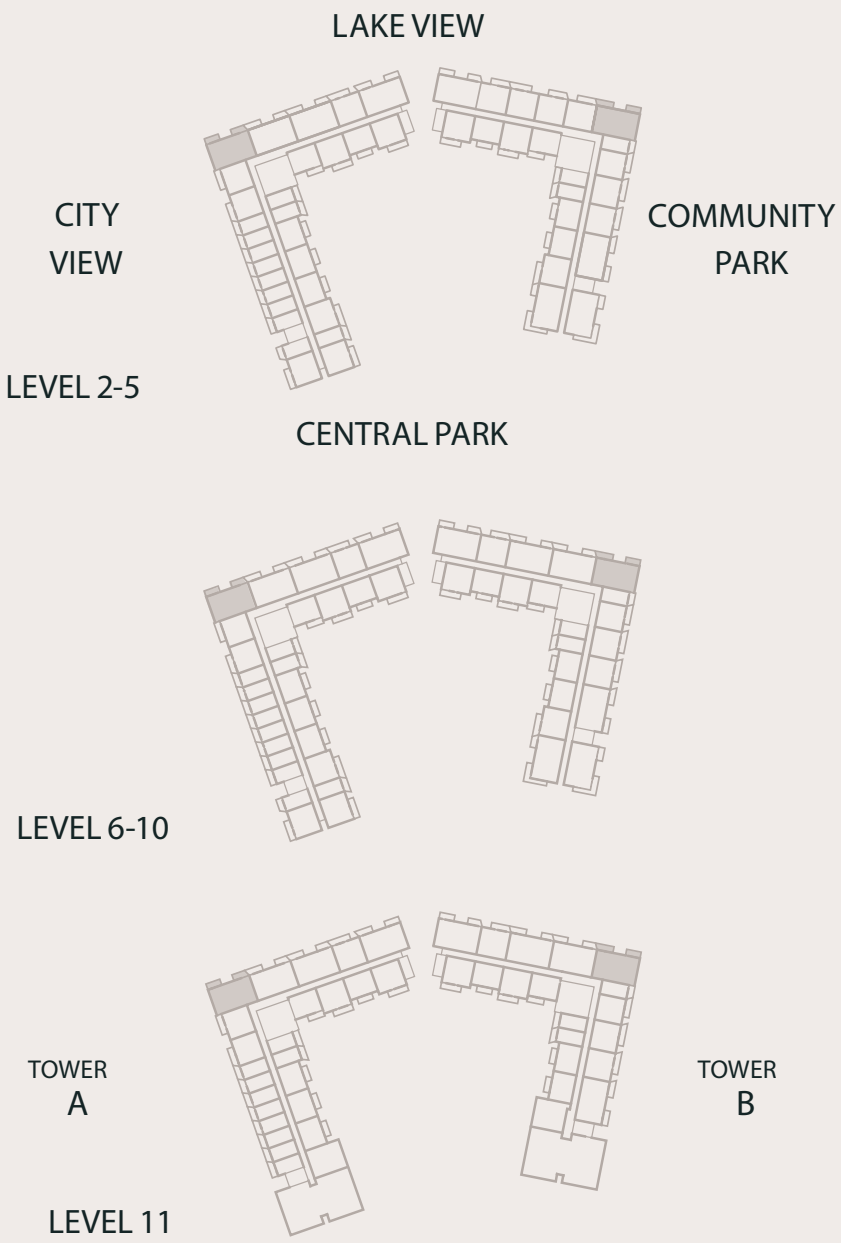 LAKE VIEW
CITY
VIEW
COMMUNITY
PARK
LEVEL 2-5
CENTRAL PARK
LEVEL 6-10
TOWER
A
TOWER
B
LEVEL 11